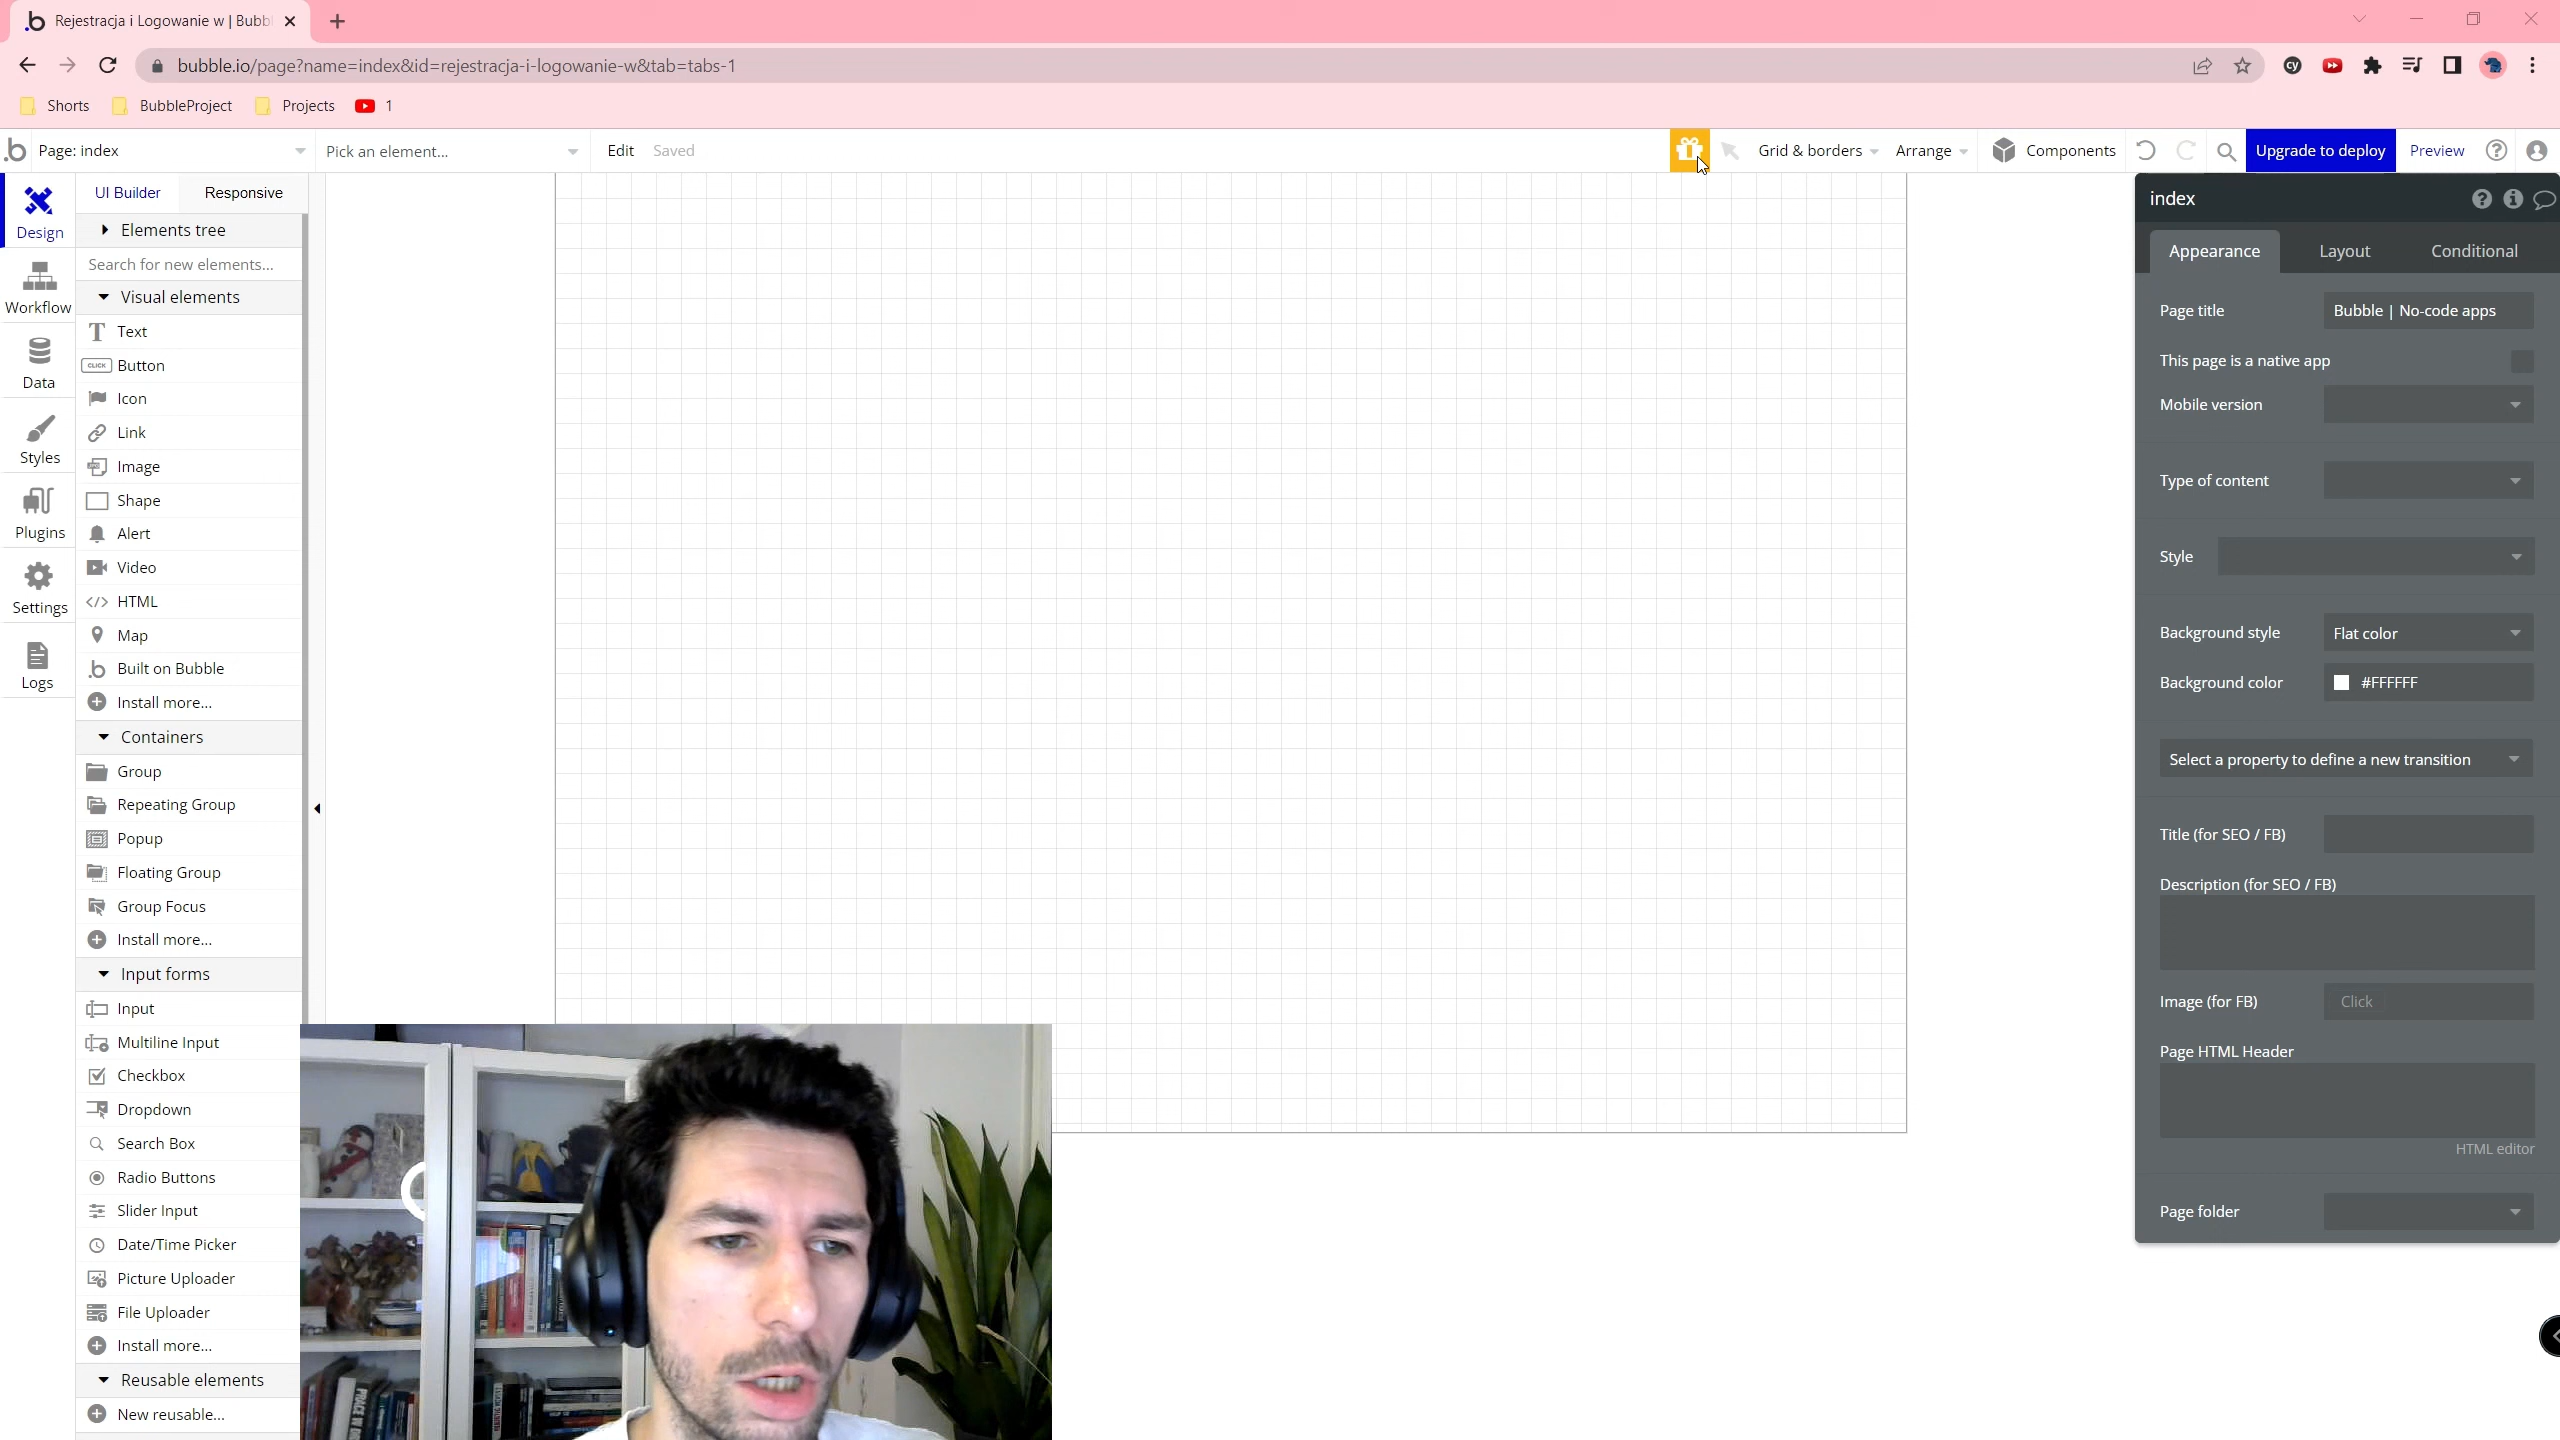 Rejestracja i Logowanie w | Bubbl
bubble.io/page?name=index&id=rejestracja-i-logowanie-w&tab=tabs-1
cy
Shorts
BubbleProject
Projects
1
Page: index
Pick an element...
Edit
Saved
Grid & borders
Arrange
Components
Upgrade to deploy
Preview
Design
Workflow
Data
Styles
Plugins
Settings
Logs
UI Builder
Responsive
Elements tree
Search for new elements...
Visual elements
Text
CLICK
Button
Icon
Link
Image
Shape
Alert
Video
HTML
Map
Built on Bubble
Install more...
Containers
Group
Repeating Group
Popup
Floating Group
Group Focus
Install more...
Input forms
Input
Multiline Input
Checkbox
Dropdown
Search Box
Radio Buttons
Slider Input
Date/Time Picker
Picture Uploader
File Uploader
Install more...
Reusable elements
New reusable...
index
Appearance
Layout
Conditional
Page title
Bubble | No-code apps
This page is a native app
Mobile version
Type of content
Style
Background style
Flat color
Background color
#FFFFFF
Select a property to define a new transition
Title (for SEO / FB)
Description (for SEO / FB)
Image (for FB)
Click
Page HTML Header
HTML editor
Page folder